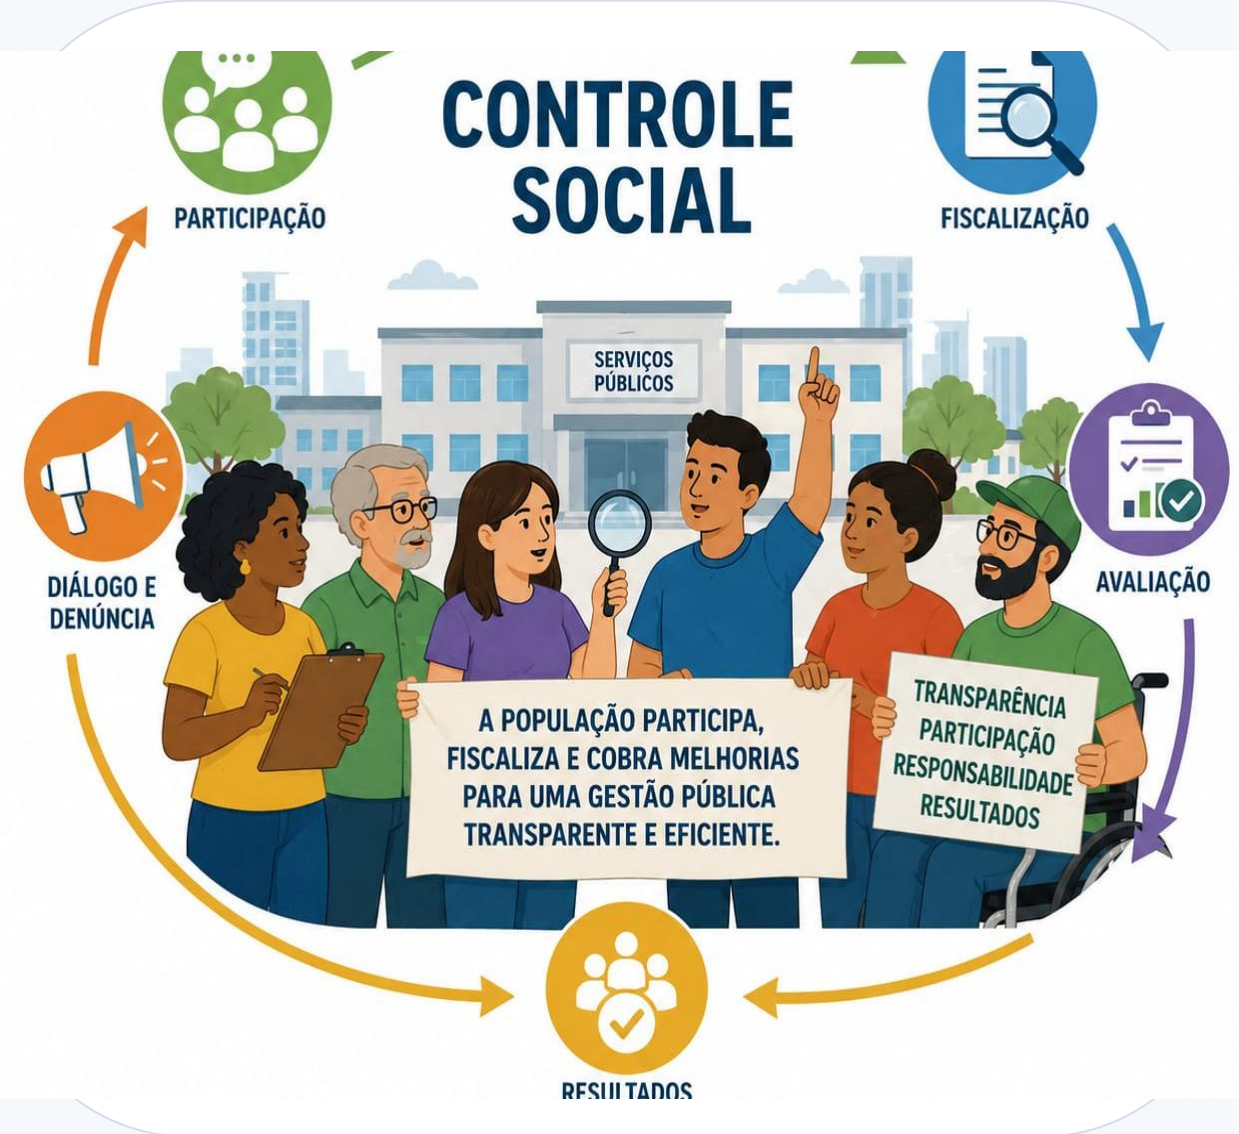 CONTROLE
SOCIAL
PARTICIPAÇÃO
FISCALIZAÇÃO
SERVIÇOS
PÚBLICOS
DIÁLOGO E
DENÚNCIA
AVALIAÇÃO
A POPULAÇÃO PARTICIPA,
FISCALIZA E COBRA MELHORIAS
PARA UMA GESTÃO PÚBLICA
TRANSPARENTE E EFICIENTE.
TRANSPARÊNCIA
PARTICIPAÇÃO
RESPONSABILIDADE
RESULTADOS
RESULTADOS